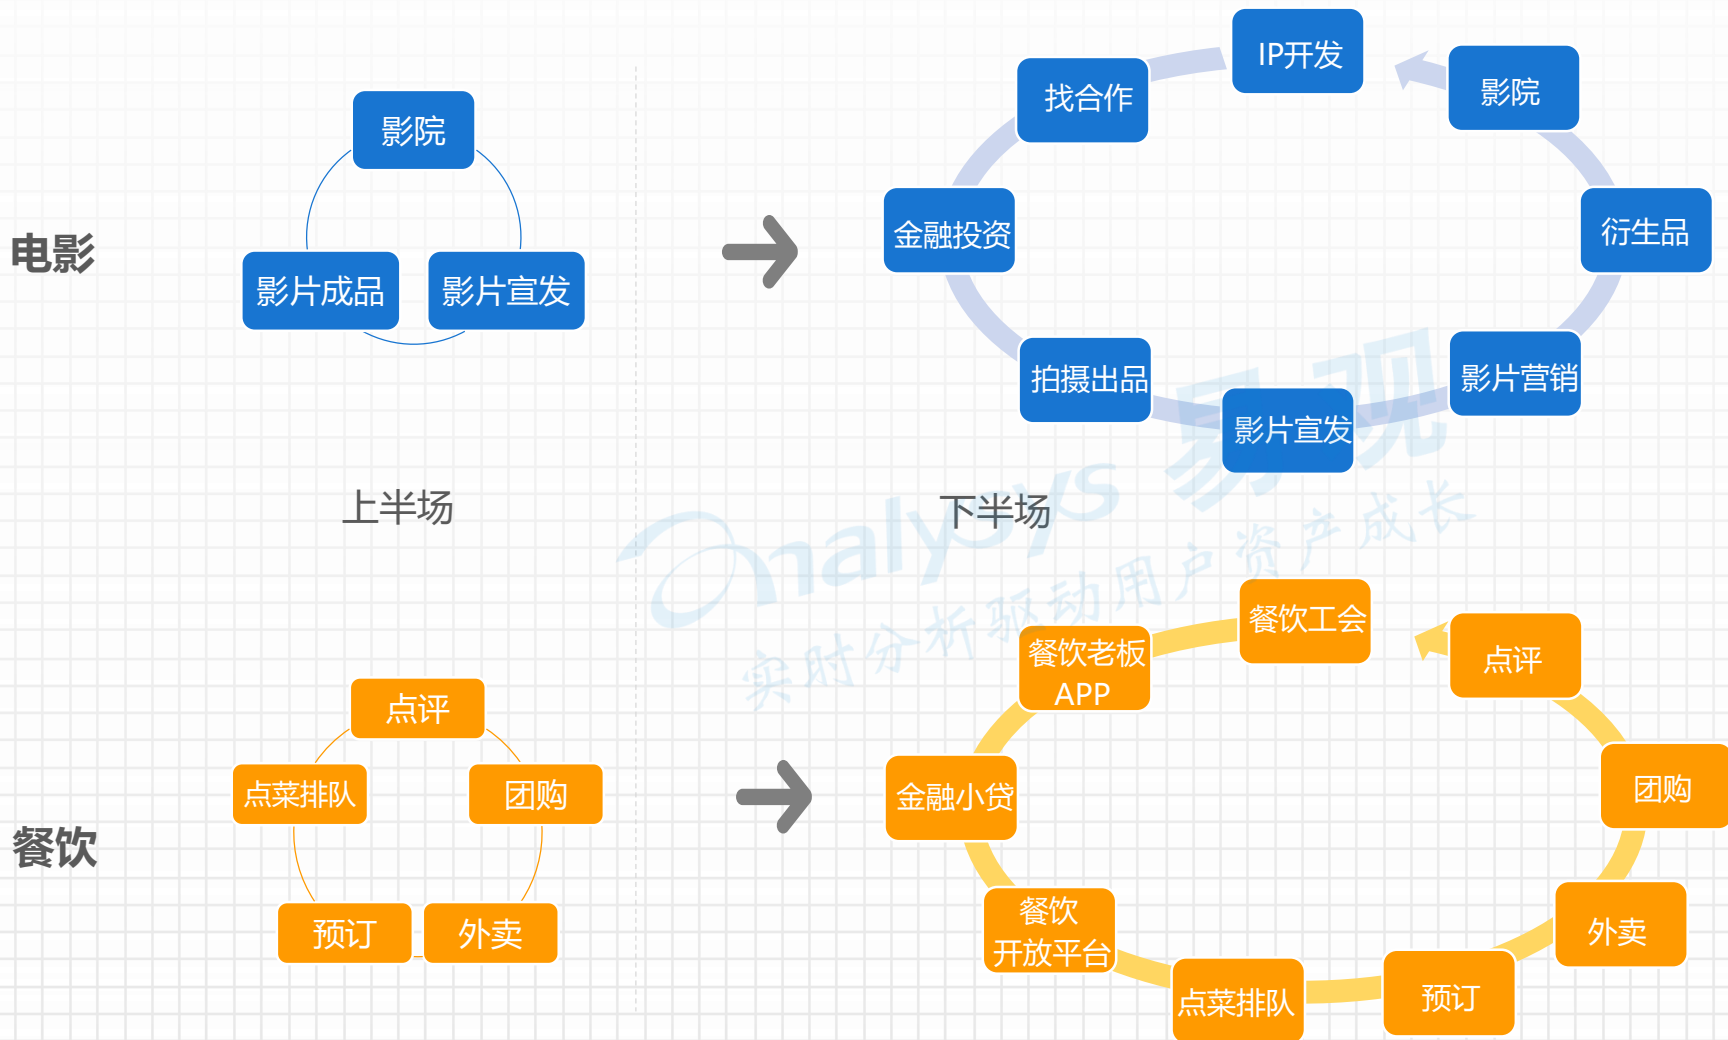 电影
影院
影片成品
影片宣发
IP开发
找合作
影院
金融投资
衍生品
拍摄出品
影片营销
影片宣发
上半场
下半场
analysys 易观
实时分析驱动用户资产成长
餐饮
点评
点菜排队
团购
预订
外卖
餐饮工会
餐饮老板
APP
点评
金融小贷
团购
餐饮
开放平台
外卖
点菜排队
预订